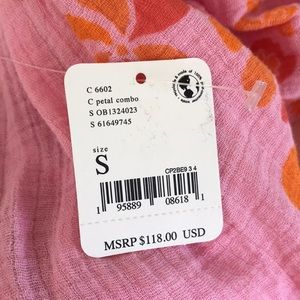 C 6602
C petal combo
S OB1324023
S 61649745
size
S
CP2BE9 3 4
1 95889 08618 1
MSRP $118.00 USD